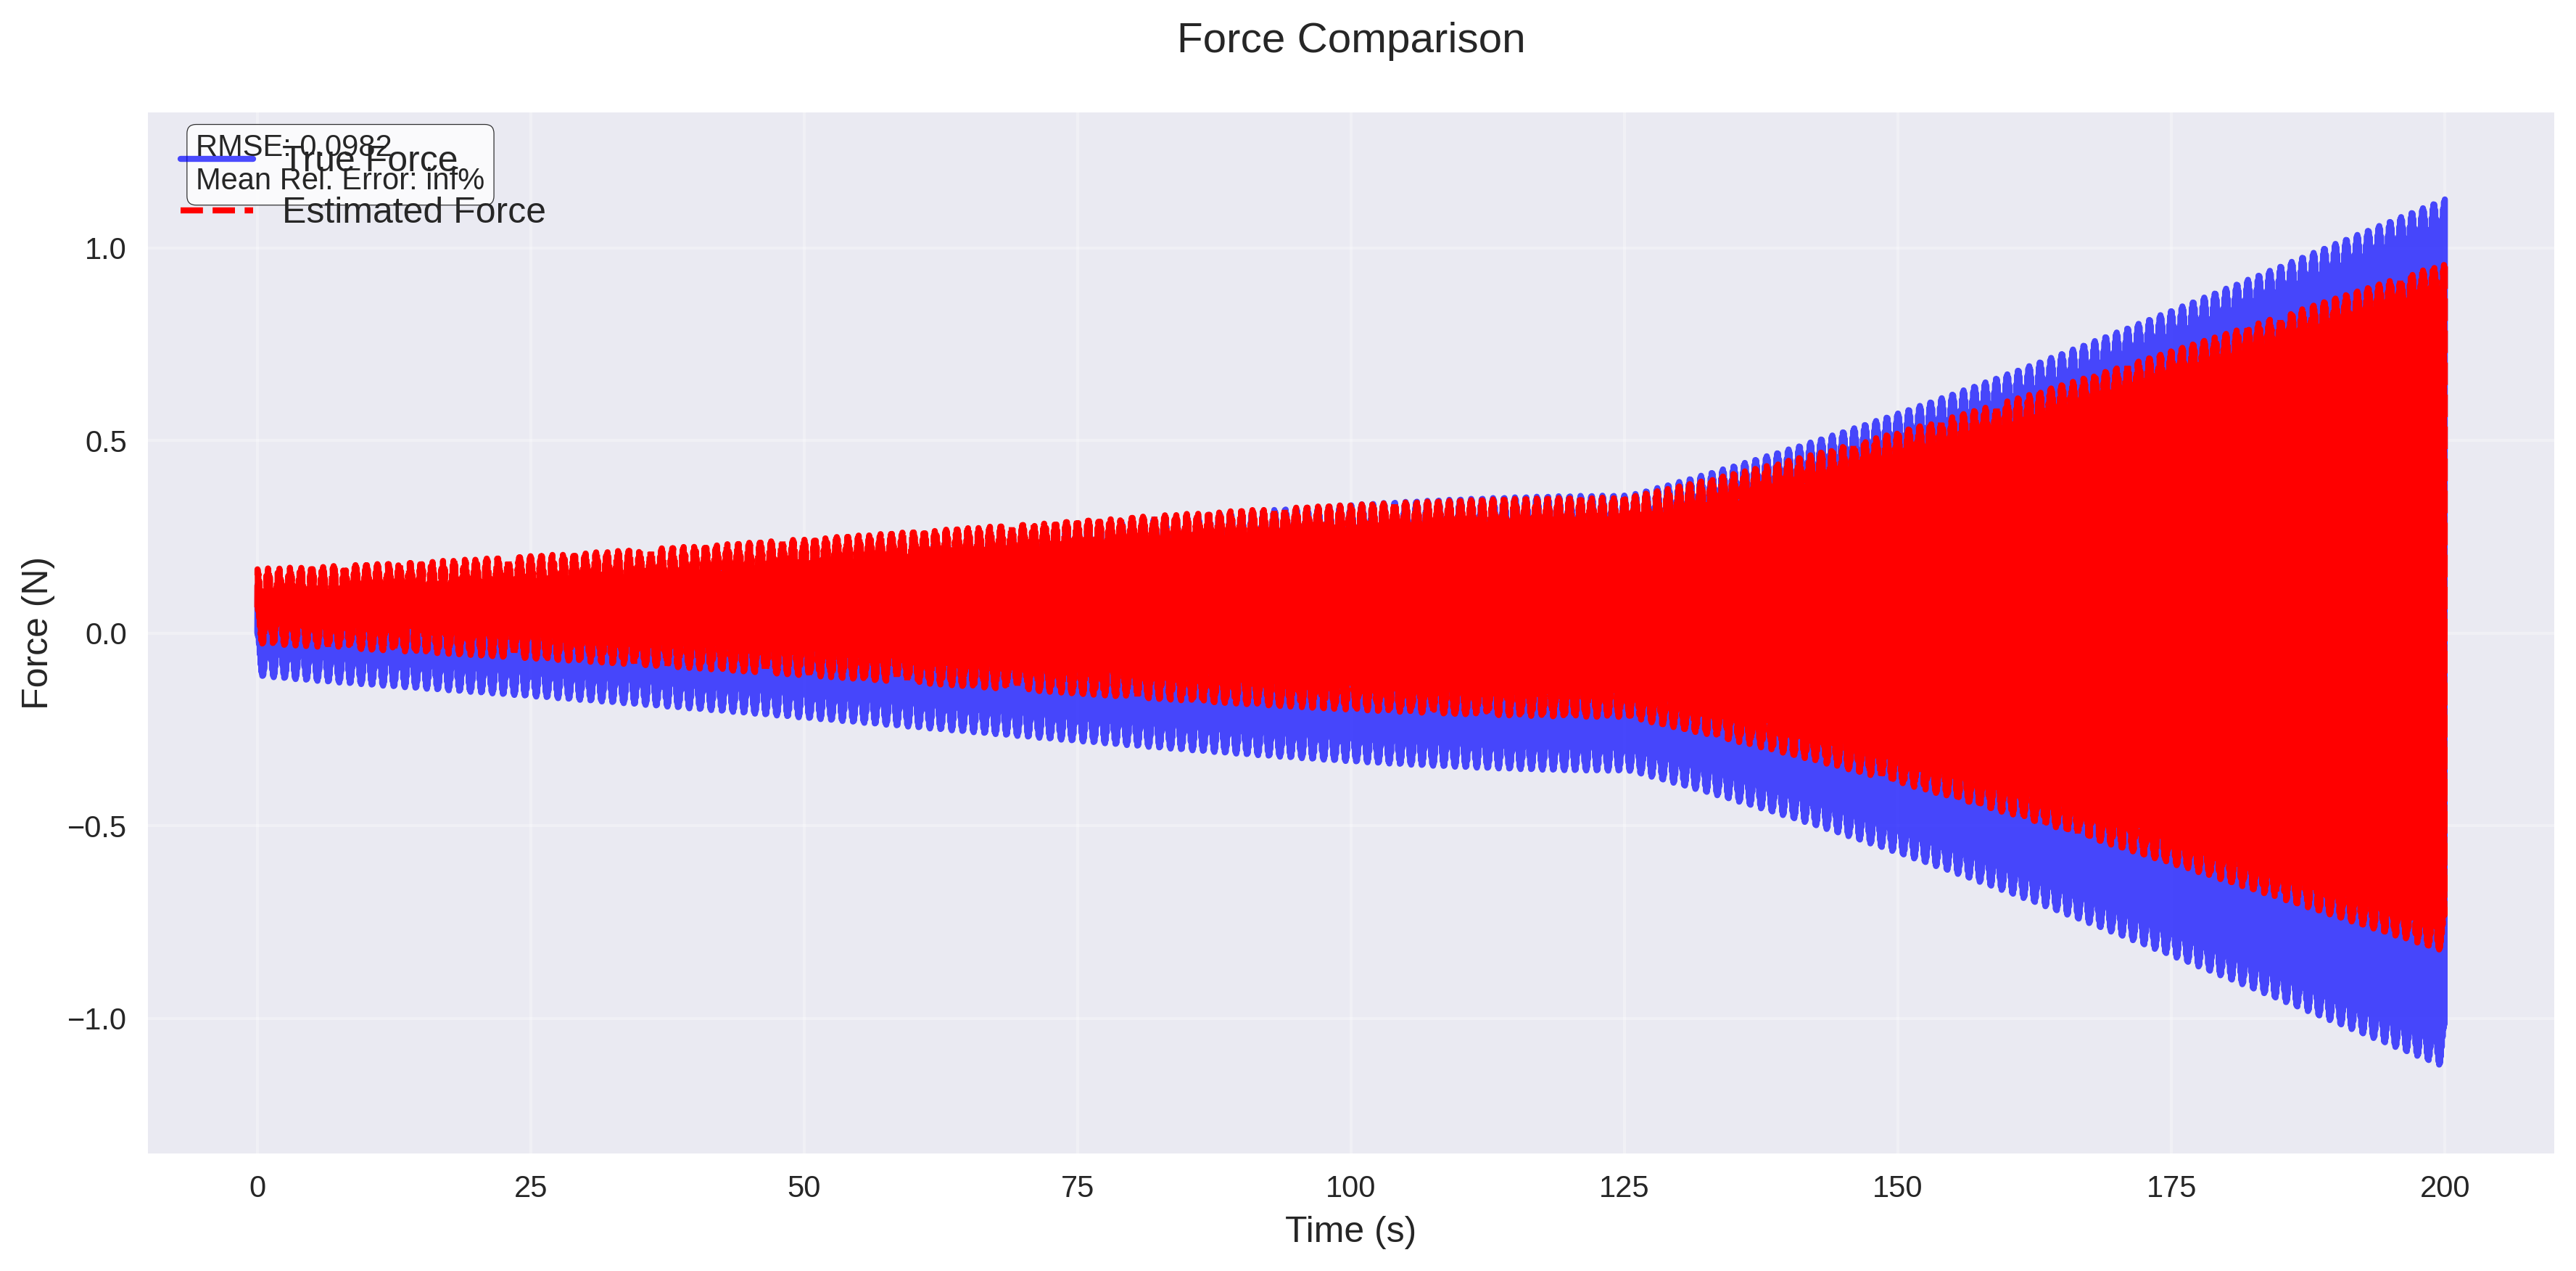 Force Comparison
RMSE: 0.0982
True Force
Mean Rel. Error: inf%
Estimated Force
1.0
0.5
0.0
−0.5
−1.0
Force (N)
0 25 50 75 100 125 150 175 200
Time (s)